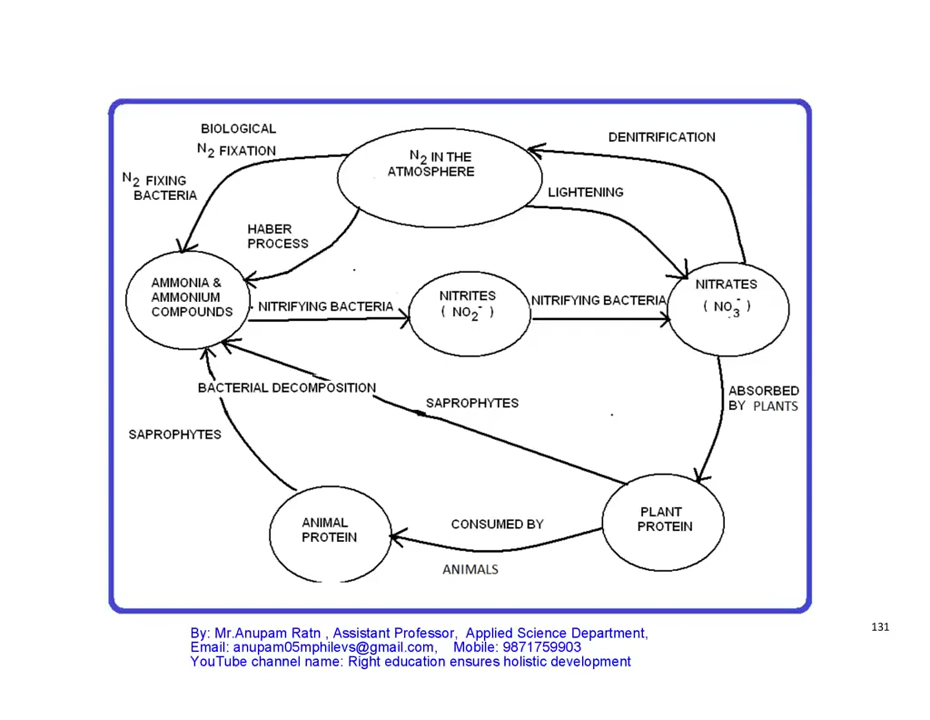 BIOLOGICAL
N2 FIXATION
DENITRIFICATION
N2 IN THE
ATMOSPHERE
N2 FIXING
BACTERIA
LIGHTENING
HABER
PROCESS
AMMONIA &
AMMONIUM
COMPOUNDS
NITRIFYING BACTERIA
NITRITES
( NO2- )
NITRIFYING BACTERIA
NITRATES
( NO3- )
BACTERIAL DECOMPOSITION
SAPROPHYTES
ABSORBED
BY PLANTS
SAPROPHYTES
ANIMAL
PROTEIN
CONSUMED BY
ANIMALS
PLANT
PROTEIN
131
By: Mr.Anupam Ratn , Assistant Professor, Applied Science Department,
Email: anupam05mphilevs@gmail.com, Mobile: 9871759903
YouTube channel name: Right education ensures holistic development